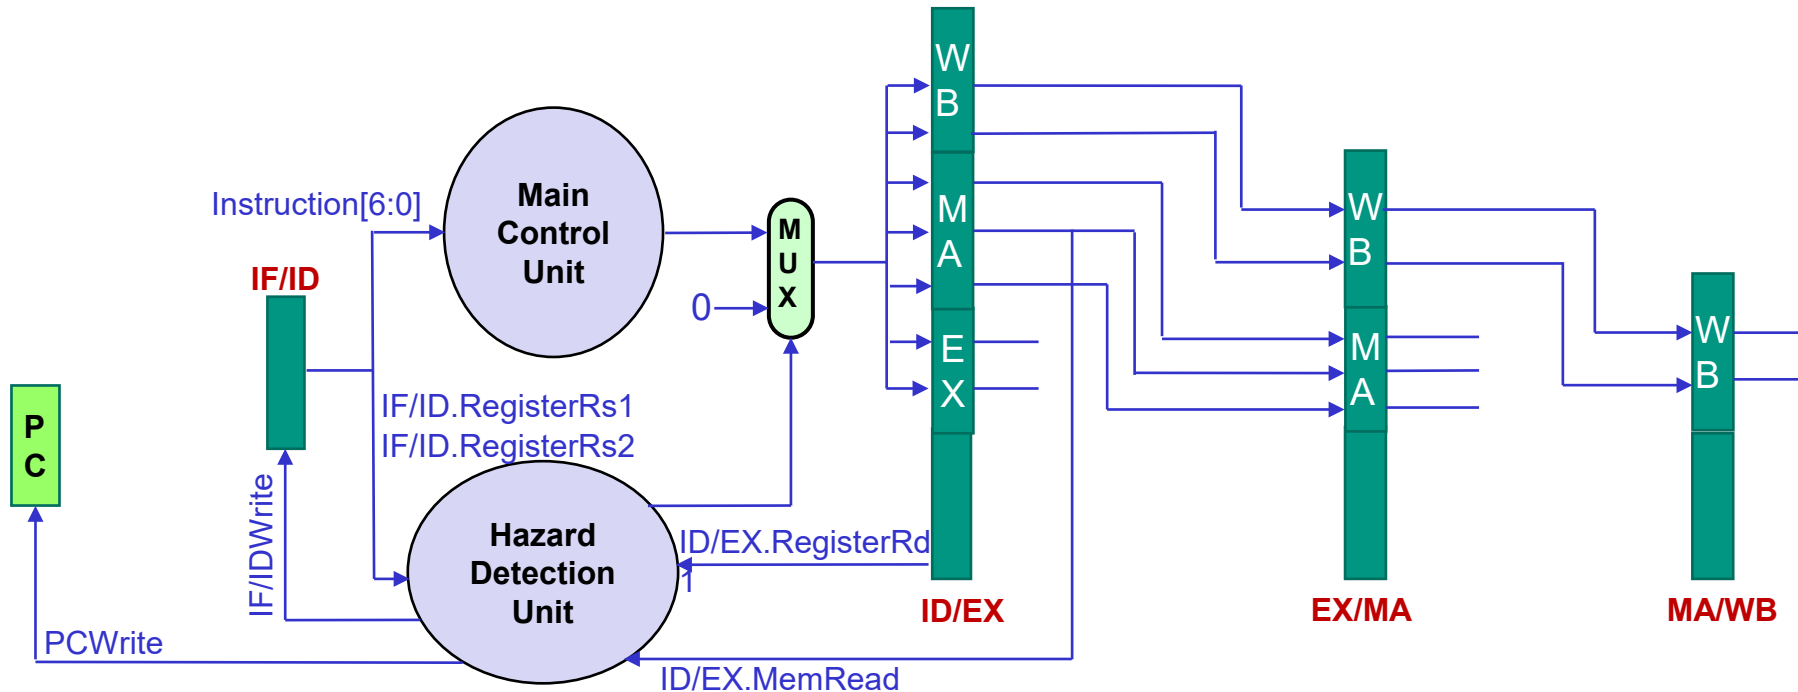 W
B
Main
Control
Unit
Instruction[6:0]
M
U
X
M
A
W
B
IF/ID
0
W
B
E
X
M
A
P
C
IF/ID.RegisterRs1
IF/ID.RegisterRs2
IF/IDWrite
Hazard
Detection
Unit
ID/EX.RegisterRd
1
ID/EX
EX/MA
MA/WB
PCWrite
ID/EX.MemRead